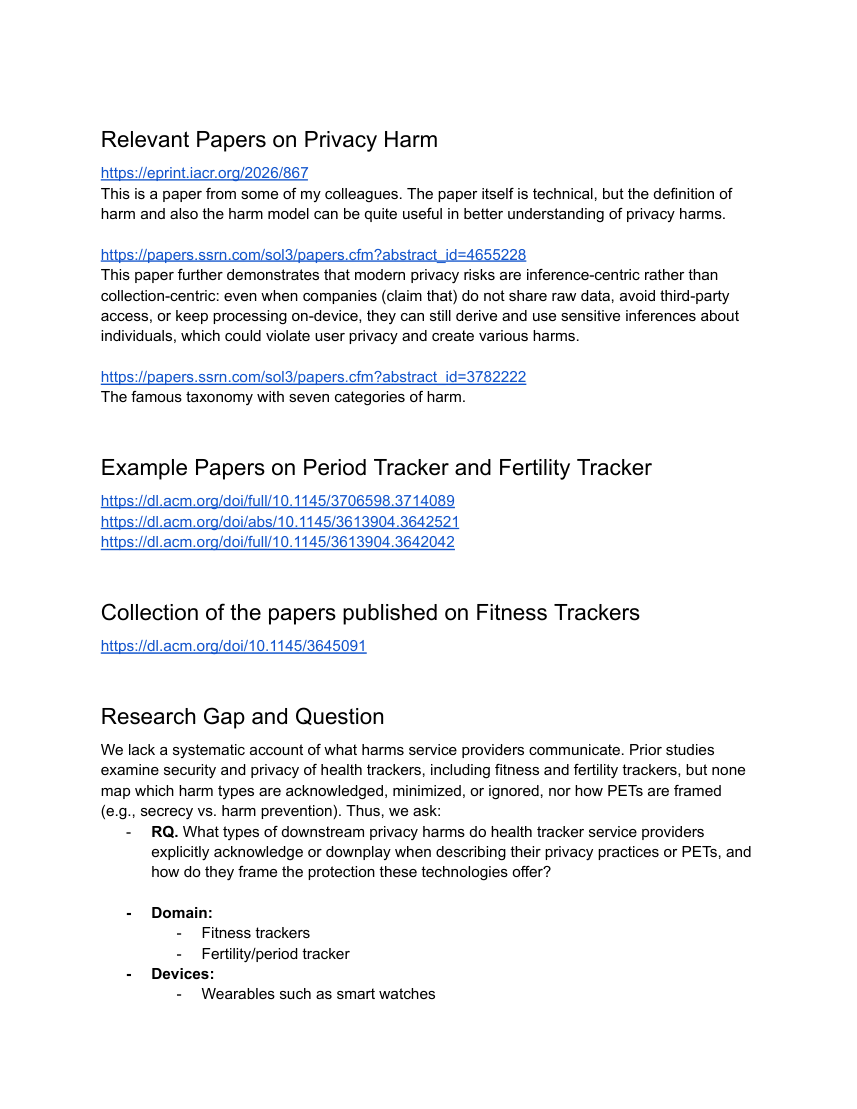 Relevant Papers on Privacy Harm
https://eprint.iacr.org/2026/867
This is a paper from some of my colleagues. The paper itself is technical, but the definition of
harm and also the harm model can be quite useful in better understanding of privacy harms.
https://papers.ssrn.com/sol3/papers.cfm?abstract_id=4655228
This paper further demonstrates that modern privacy risks are inference-centric rather than
collection-centric: even when companies (claim that) do not share raw data, avoid third-party
access, or keep processing on-device, they can still derive and use sensitive inferences about
individuals, which could violate user privacy and create various harms.
https://papers.ssrn.com/sol3/papers.cfm?abstract_id=3782222
The famous taxonomy with seven categories of harm.
Example Papers on Period Tracker and Fertility Tracker
https://dl.acm.org/doi/full/10.1145/3706598.3714089
https://dl.acm.org/doi/abs/10.1145/3613904.3642521
https://dl.acm.org/doi/full/10.1145/3613904.3642042
Collection of the papers published on Fitness Trackers
https://dl.acm.org/doi/10.1145/3645091
Research Gap and Question
We lack a systematic account of what harms service providers communicate. Prior studies
examine security and privacy of health trackers, including fitness and fertility trackers, but none
map which harm types are acknowledged, minimized, or ignored, nor how PETs are framed
(e.g., secrecy vs. harm prevention). Thus, we ask:
- RQ. What types of downstream privacy harms do health tracker service providers
explicitly acknowledge or downplay when describing their privacy practices or PETs, and
how do they frame the protection these technologies offer?
- Domain:
- Fitness trackers
- Fertility/period tracker
- Devices:
- Wearables such as smart watches